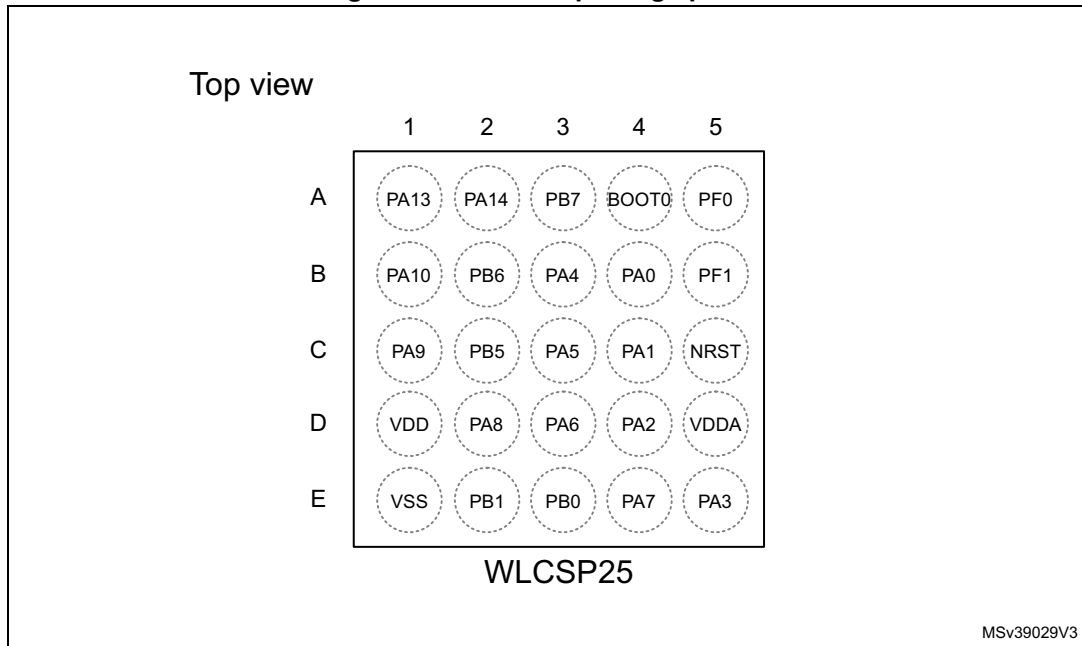 Top view
1 2 3 4 5
A PA13 PA14 PB7 BOOT0 PF0
B PA10 PB6 PA4 PA0 PF1
C PA9 PB5 PA5 PA1 NRST
D VDD PA8 PA6 PA2 VDDA
E VSS PB1 PB0 PA7 PA3
WLCSP25
MSv39029V3